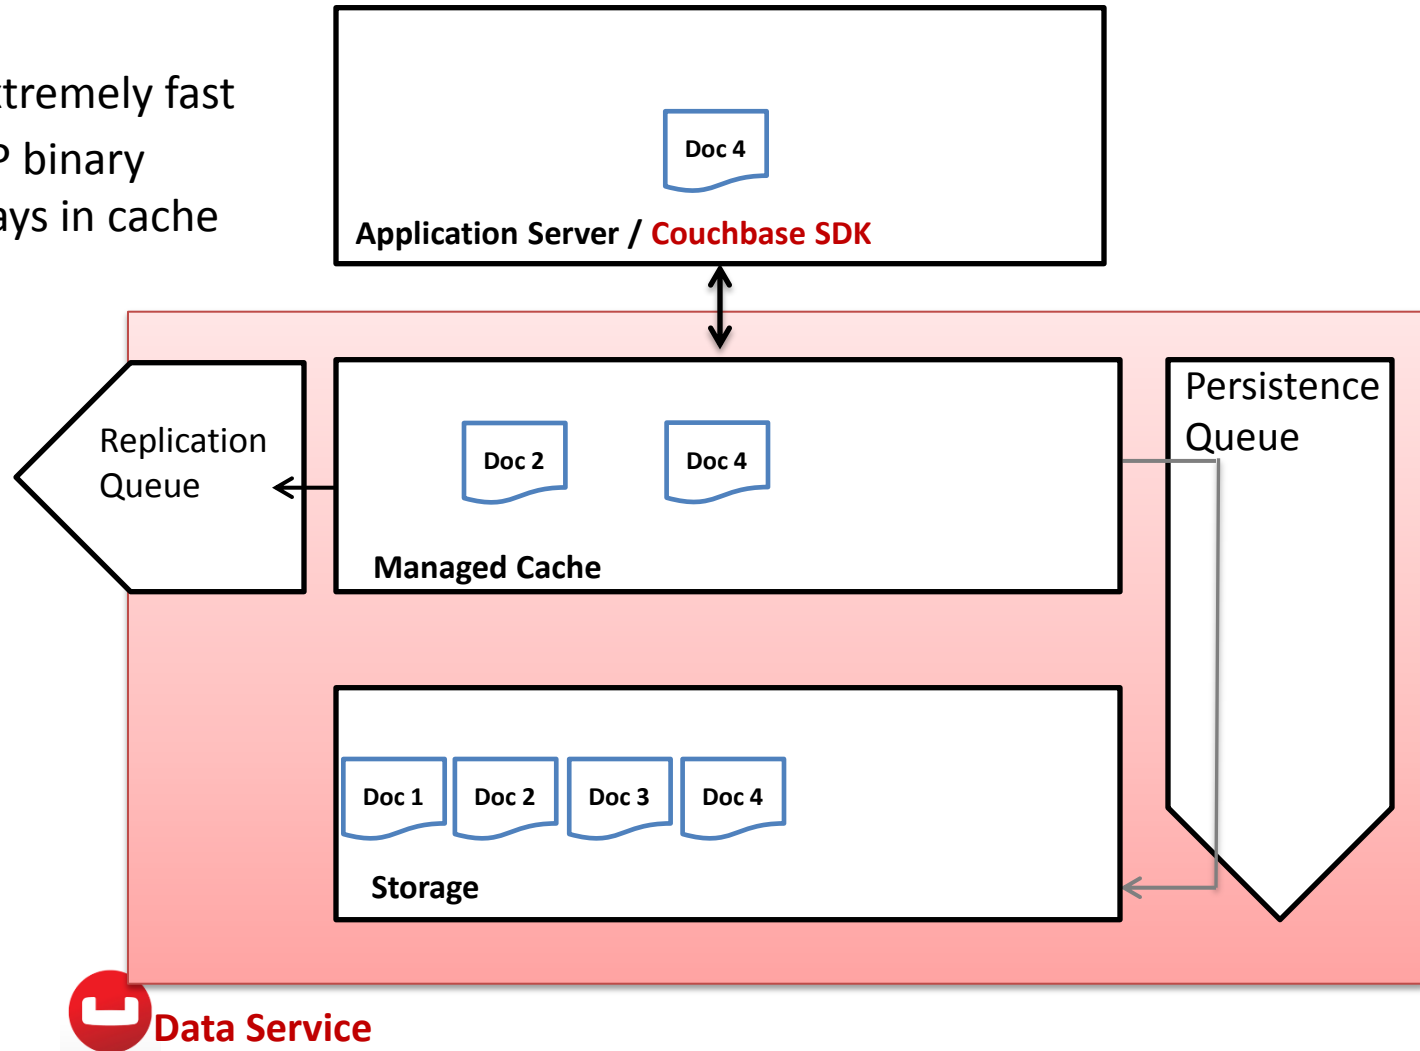 xtremely fast
P binary
ays in cache
Doc 4
Application Server / Couchbase SDK
Replication
Queue
Doc 2
Doc 4
Managed Cache
Persistence
Queue
Doc 1
Doc 2
Doc 3
Doc 4
Storage
Data Service